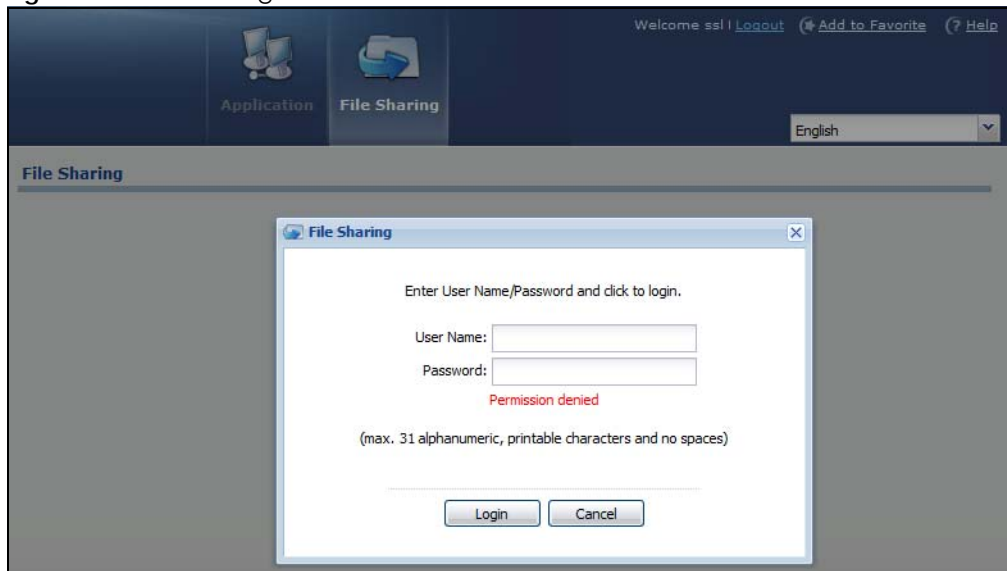 Welcome ssl | Logout Add to Favorite ? Help
Application File Sharing
English
File Sharing
File Sharing
Enter User Name/Password and click to login.
User Name:
Password:
Permission denied
(max. 31 alphanumeric, printable characters and no spaces)
Login Cancel